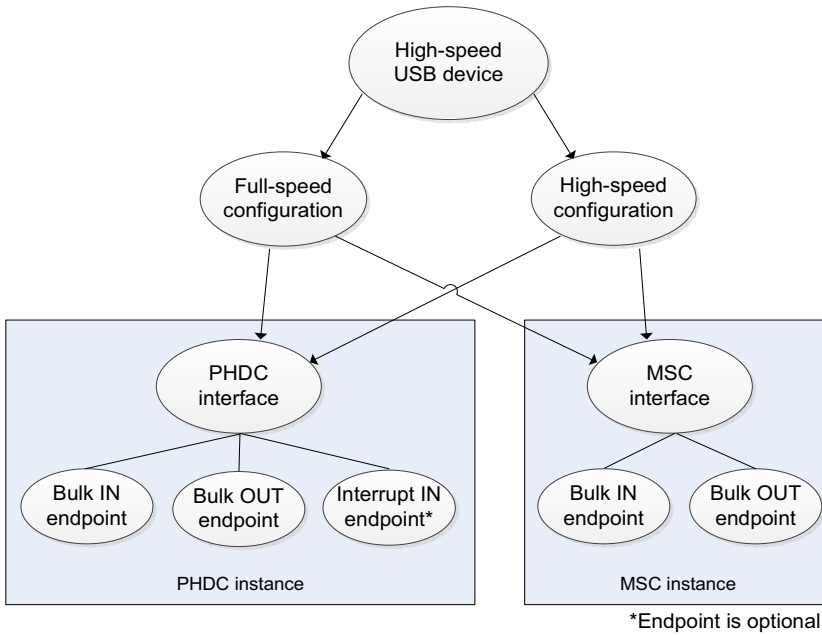 High-speed
USB device
Full-speed
configuration
High-speed
configuration
PHDC
interface
MSC
interface
Bulk IN
endpoint
Bulk OUT
endpoint
Interrupt IN
endpoint*
Bulk IN
endpoint
Bulk OUT
endpoint
PHDC instance
MSC instance
*Endpoint is optional